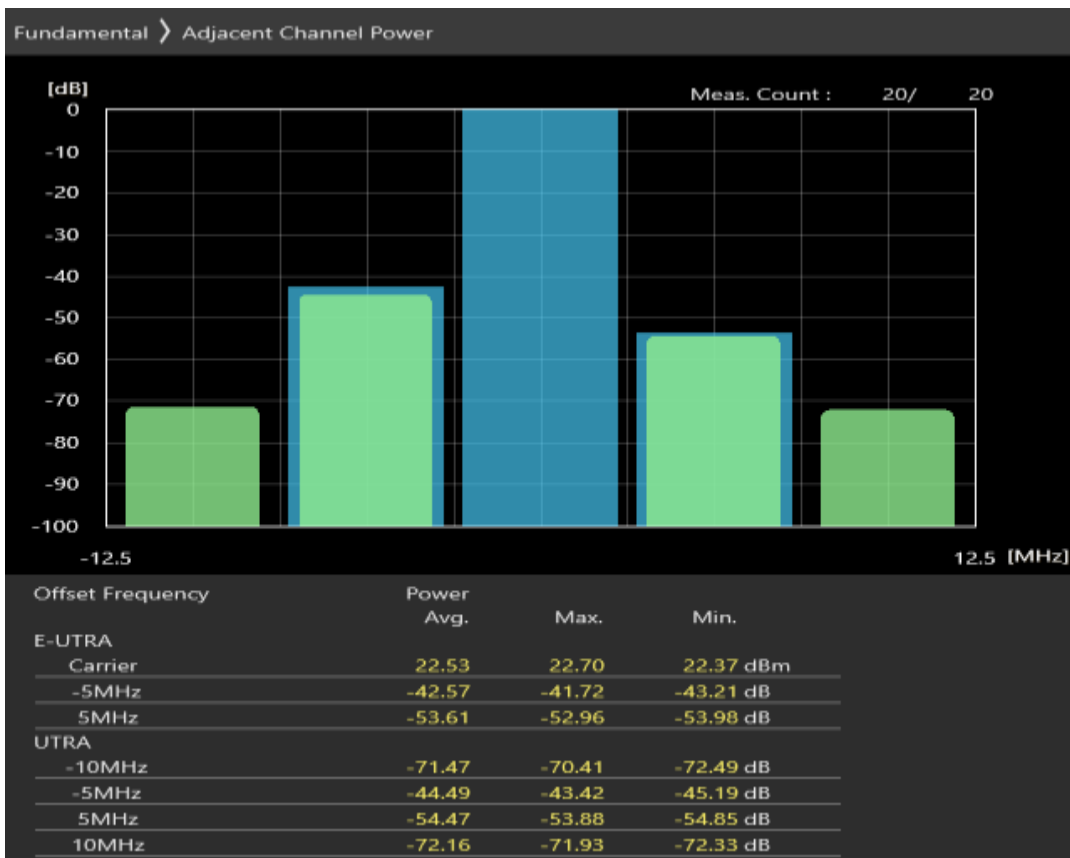 Fundamental ❯ Adjacent Channel Power
[dB]
Meas. Count : 20/ 20
0
-10
-20
-30
-40
-50
-60
-70
-80
-90
-100
-12.5 12.5 [MHz]
Offset Frequency Power
Avg. Max. Min.
E-UTRA
Carrier 22.53 22.70 22.37 dBm
-5MHz -42.57 -41.72 -43.21 dB
5MHz -53.61 -52.96 -53.98 dB
UTRA
-10MHz -71.47 -70.41 -72.49 dB
-5MHz -44.49 -43.42 -45.19 dB
5MHz -54.47 -53.88 -54.85 dB
10MHz -72.16 -71.93 -72.33 dB